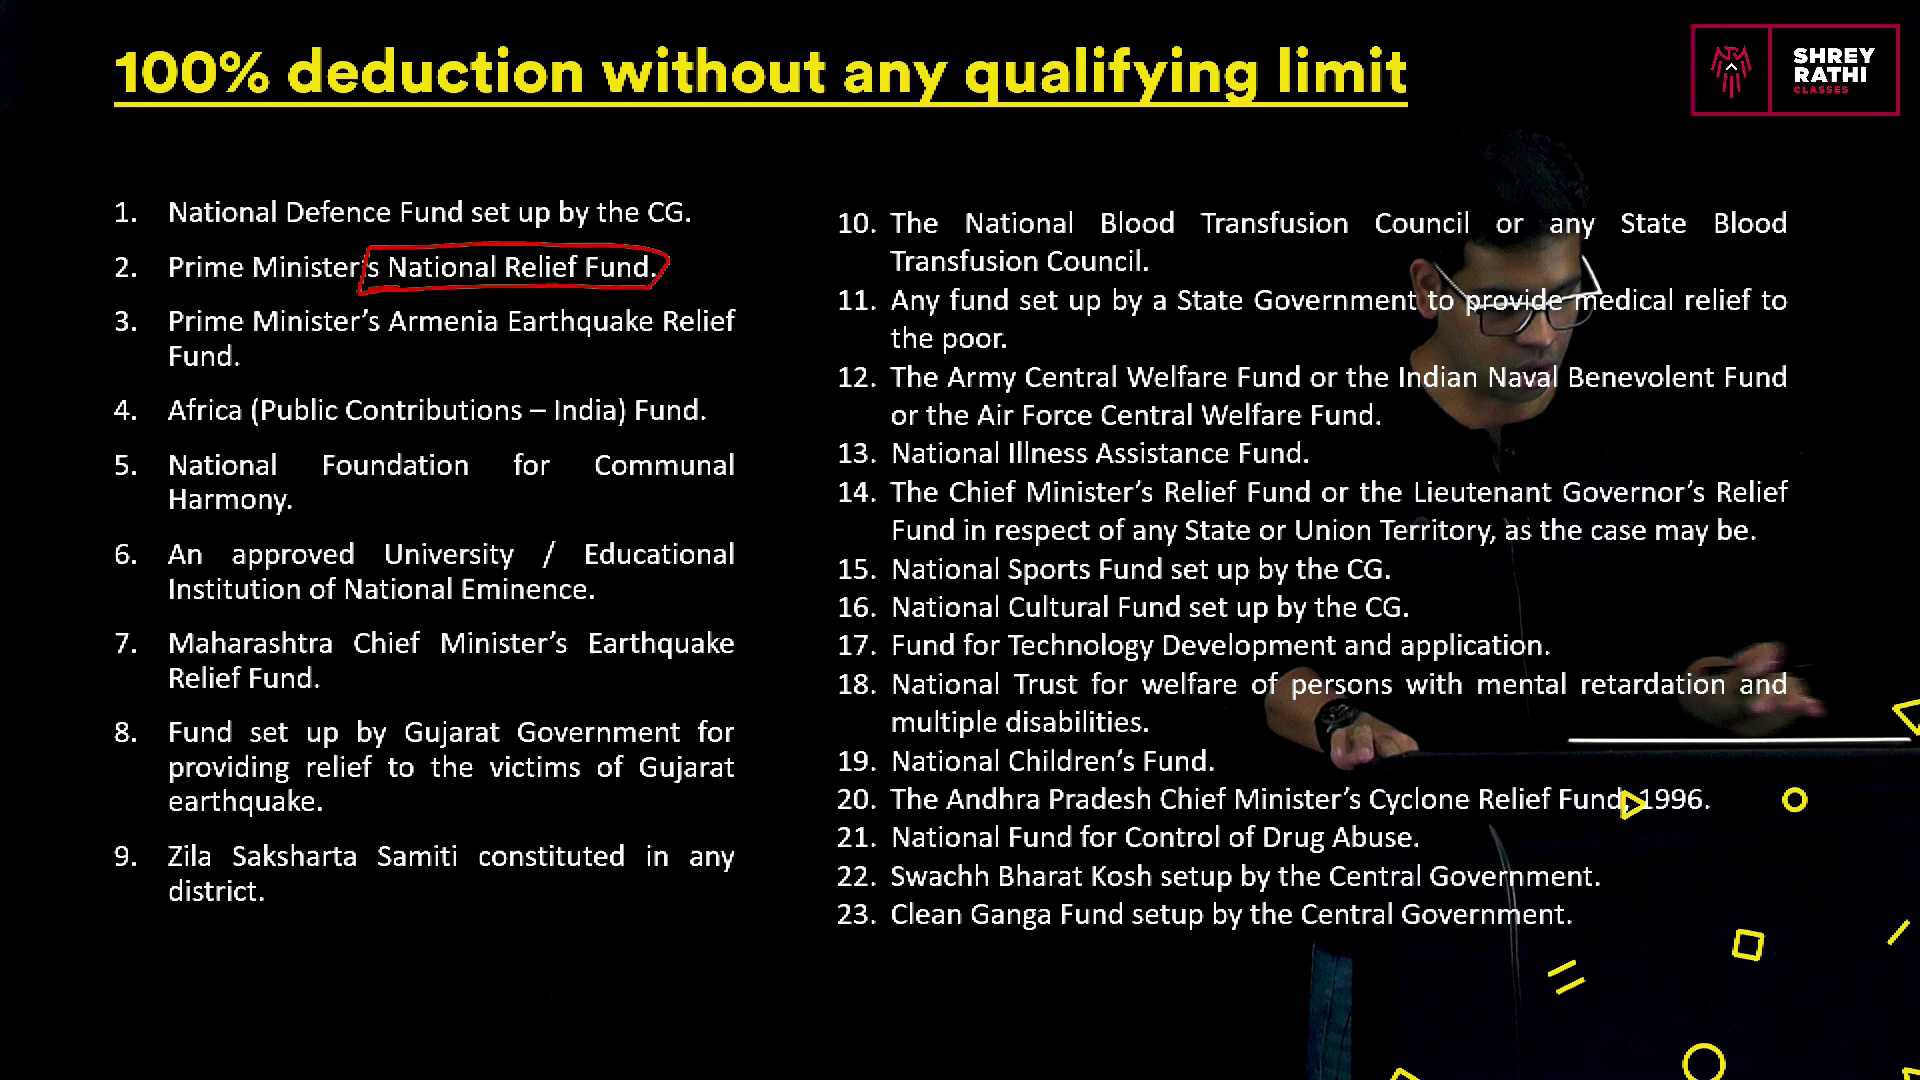 100% deduction without any qualifying limit
SHREY
RATHI
CLASSES
1. National Defence Fund set up by the CG.
2. Prime Minister's National Relief Fund.
3. Prime Minister's Armenia Earthquake Relief
Fund.
4. Africa (Public Contributions – India) Fund.
5. National Foundation for Communal
Harmony.
6. An approved University / Educational
Institution of National Eminence.
7. Maharashtra Chief Minister's Earthquake
Relief Fund.
8. Fund set up by Gujarat Government for
providing relief to the victims of Gujarat
earthquake.
9. Zila Saksharta Samiti constituted in any
district.
10. The National Blood Transfusion Council or any State Blood
Transfusion Council.
11. Any fund set up by a State Government to provide medical relief to
the poor.
12. The Army Central Welfare Fund or the Indian Naval Benevolent Fund
or the Air Force Central Welfare Fund.
13. National Illness Assistance Fund.
14. The Chief Minister's Relief Fund or the Lieutenant Governor's Relief
Fund in respect of any State or Union Territory, as the case may be.
15. National Sports Fund set up by the CG.
16. National Cultural Fund set up by the CG.
17. Fund for Technology Development and application.
18. National Trust for welfare of persons with mental retardation and
multiple disabilities.
19. National Children's Fund.
20. The Andhra Pradesh Chief Minister's Cyclone Relief Fund, 1996.
21. National Fund for Control of Drug Abuse.
22. Swachh Bharat Kosh setup by the Central Government.
23. Clean Ganga Fund setup by the Central Government.